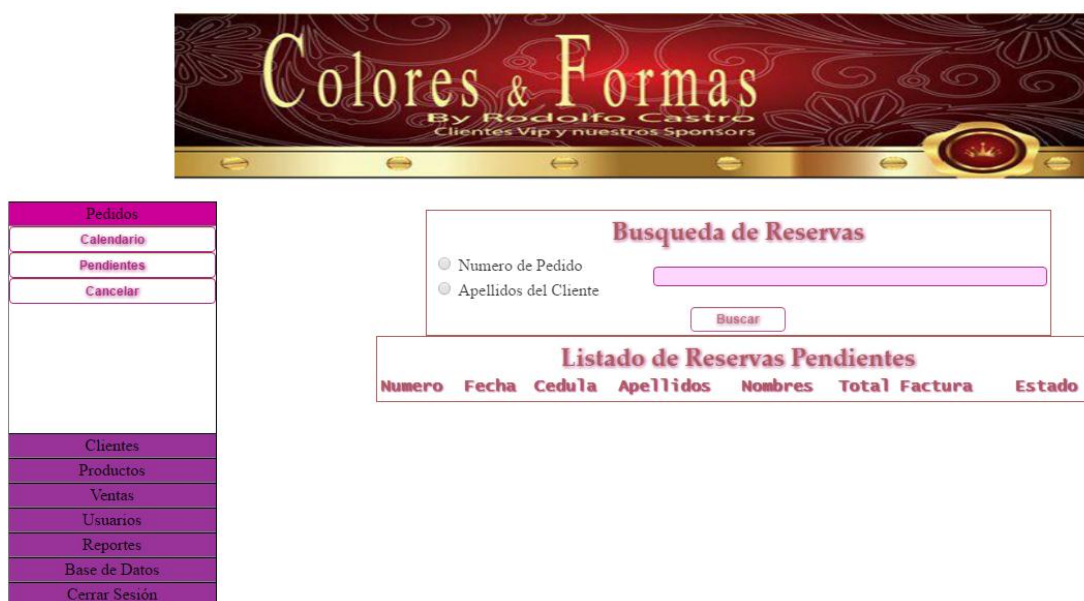 Colores & Formas
By Rodolfo Castro
Clientes Vip y nuestros Sponsors
Pedidos
Calendario
Pendientes
Cancelar
Clientes
Productos
Ventas
Usuarios
Reportes
Base de Datos
Cerrar Sesión
Busqueda de Reservas
Numero de Pedido
Apellidos del Cliente
Buscar
Listado de Reservas Pendientes
Numero Fecha Cedula Apellidos Nombres Total Factura Estado